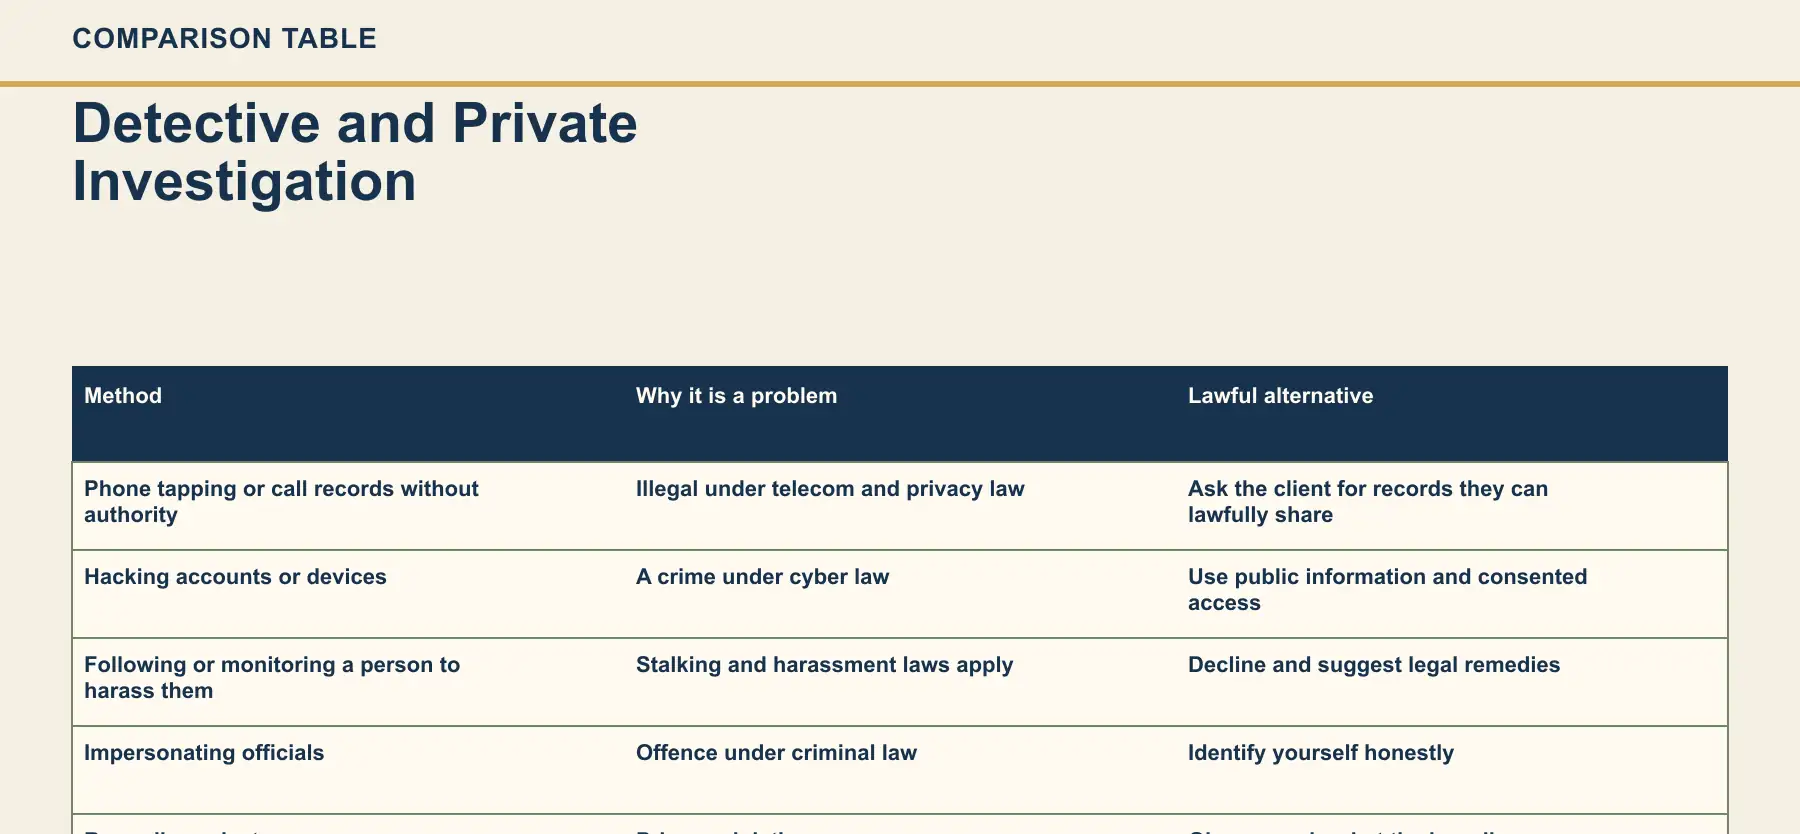 COMPARISON TABLE
Detective and Private
Investigation
Method
Why it is a problem
Lawful alternative
Phone tapping or call records without
authority
Illegal under telecom and privacy law
Ask the client for records they can
lawfully share
Hacking accounts or devices
A crime under cyber law
Use public information and consented
access
Following or monitoring a person to
harass them
Stalking and harassment laws apply
Decline and suggest legal remedies
Impersonating officials
Offence under criminal law
Identify yourself honestly